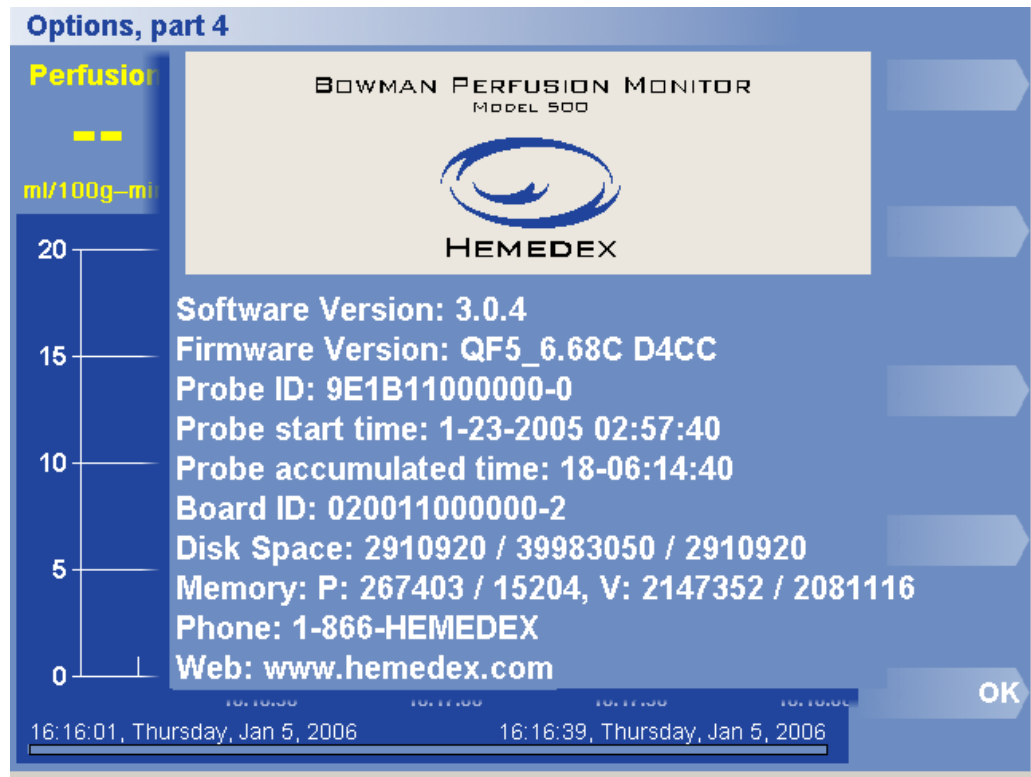 Options, part 4
Perfusion
--
ml/100g–min
BOWMAN PERFUSION MONITOR
MODEL 500
HEMEDEX
20
15
10
5
0
Software Version: 3.0.4
Firmware Version: QF5_6.68C D4CC
Probe ID: 9E1B11000000-0
Probe start time: 1-23-2005 02:57:40
Probe accumulated time: 18-06:14:40
Board ID: 020011000000-2
Disk Space: 2910920 / 39983050 / 2910920
Memory: P: 267403 / 15204, V: 2147352 / 2081116
Phone: 1-866-HEMEDEX
Web: www.hemedex.com
OK
16:16:01, Thursday, Jan 5, 2006 16:16:39, Thursday, Jan 5, 2006